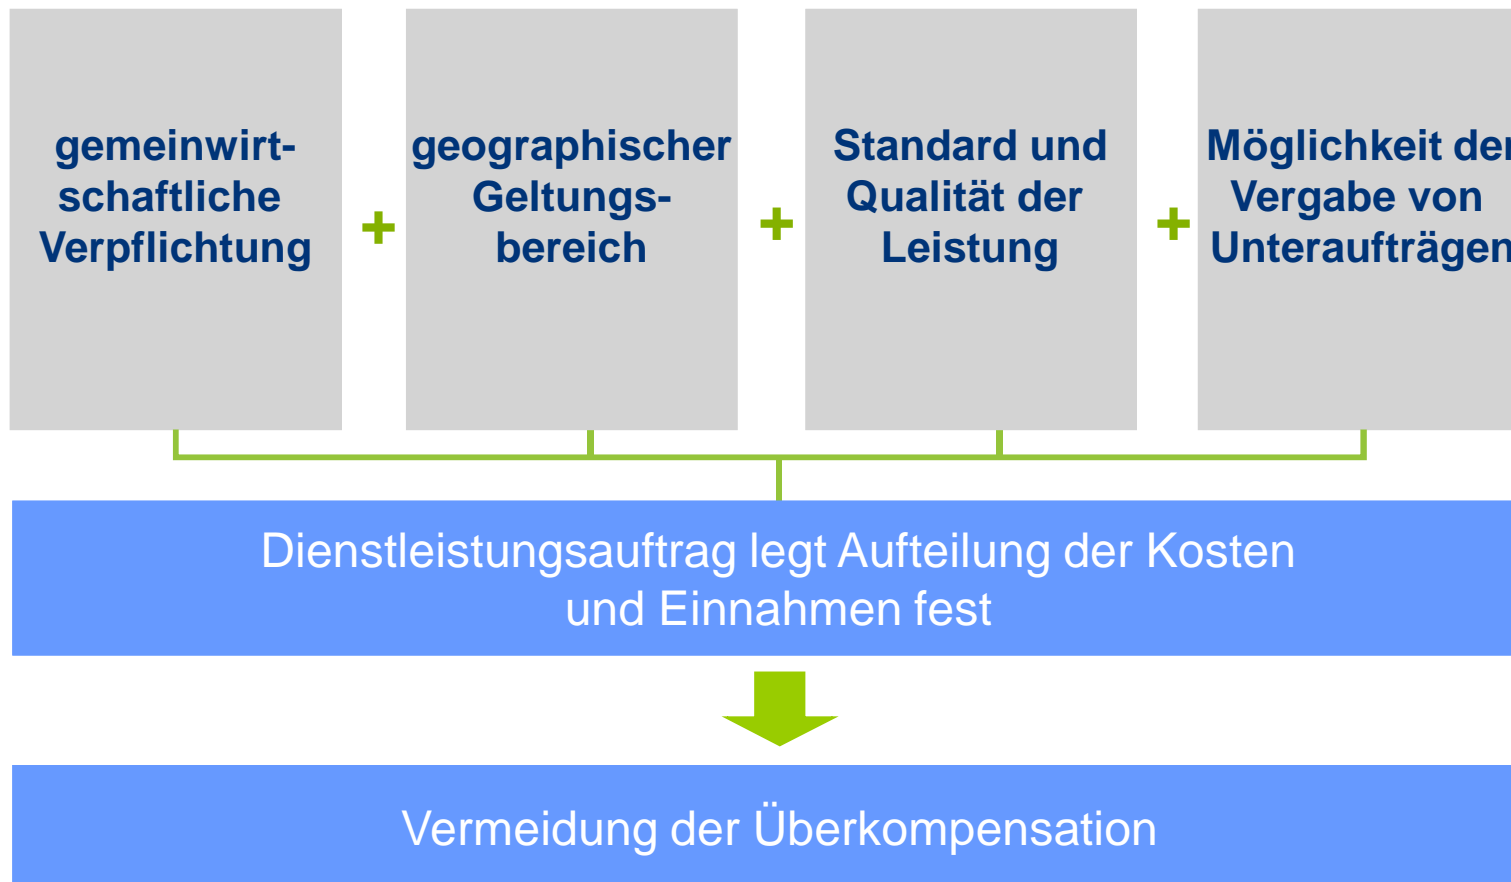 gemeinwirt-
schaftliche
Verpflichtung
+
geographischer
Geltungs-
bereich
+
Standard und
Qualität der
Leistung
+
Möglichkeit der
Vergabe von
Unteraufträgen
Dienstleistungsauftrag legt Aufteilung der Kosten
und Einnahmen fest
Vermeidung der Überkompensation